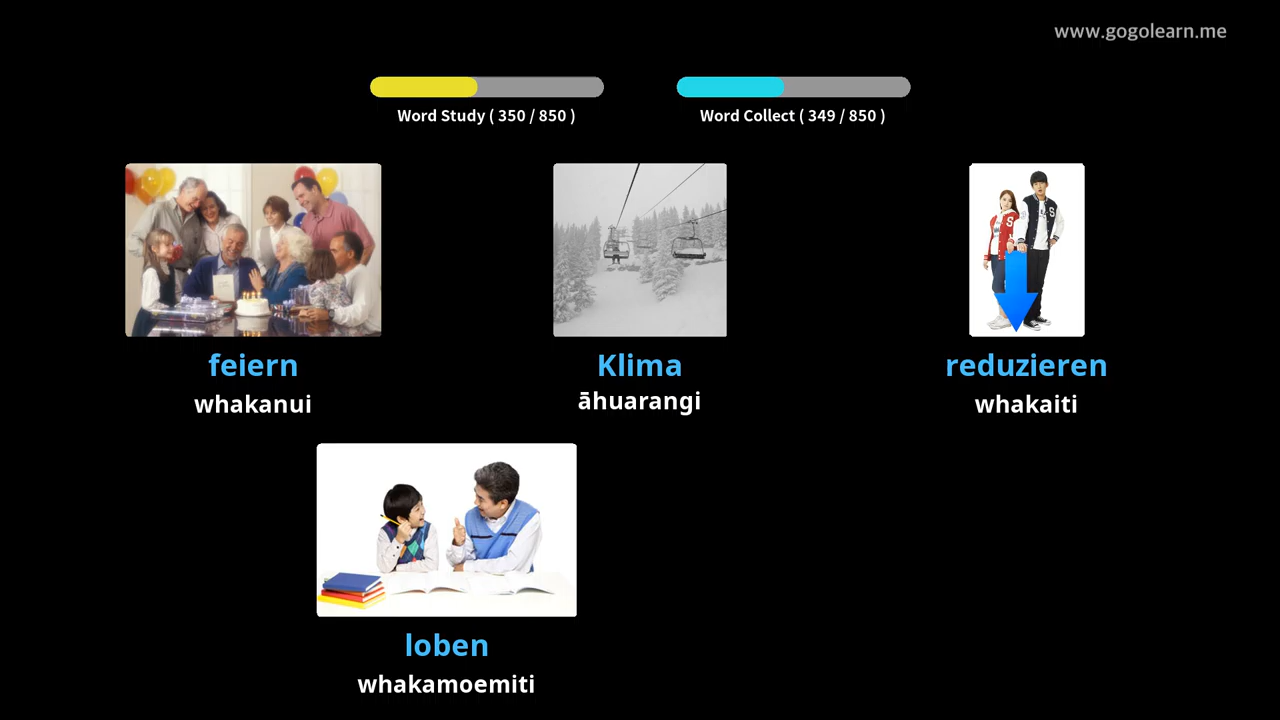 www.gogolearn.me
Word Study ( 350 / 850 )
Word Collect ( 349 / 850 )
feiern
whakanui
Klima
āhuarangi
reduzieren
whakaiti
loben
whakamoemiti